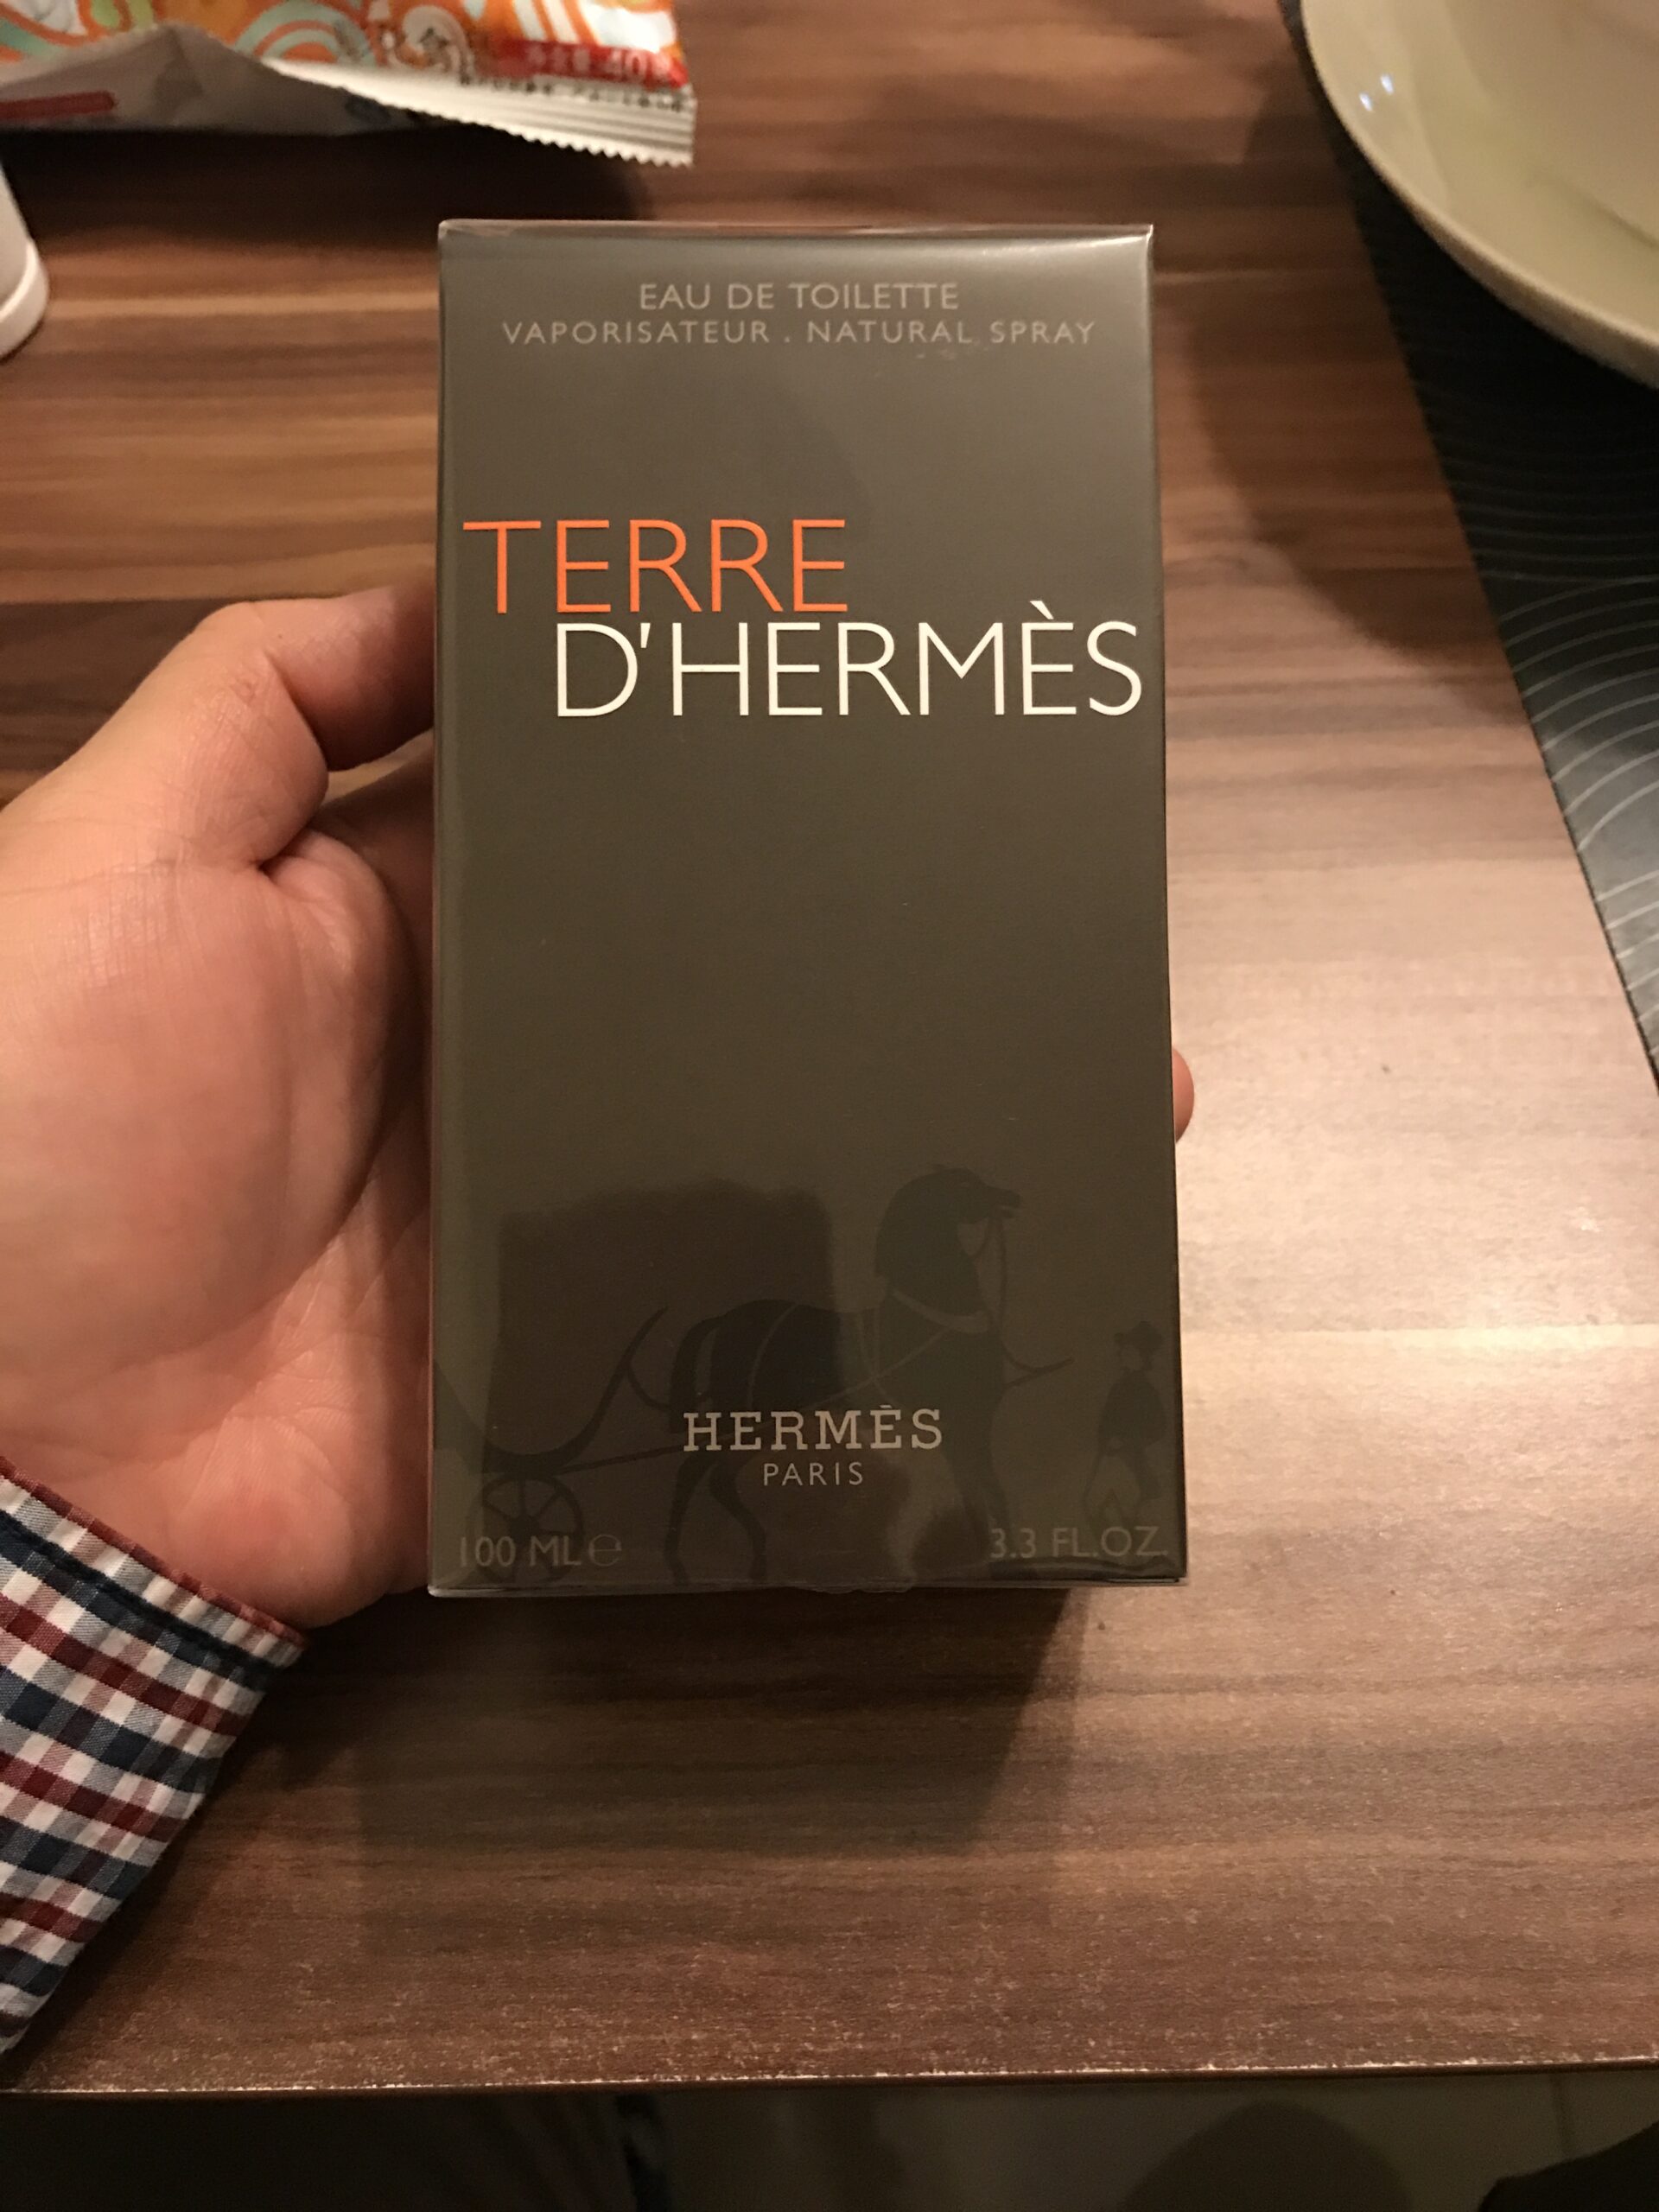 EAU DE TOILETTE
VAPORISATEUR . NATURAL SPRAY
TERRE
D'HERMÈS
HERMÈS
PARIS
100 ML ℮
3.3 FL.OZ.